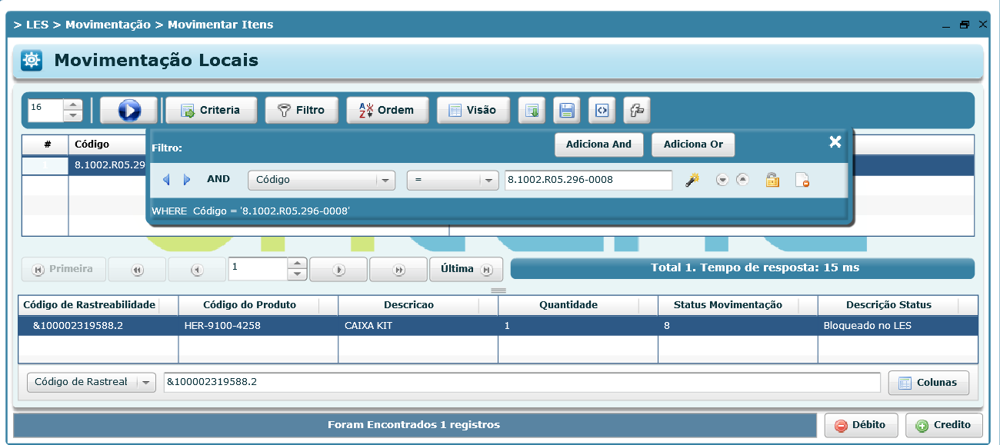 > LES > Movimentação > Movimentar Itens
Movimentação Locais
16 Criteria Filtro Ordem Visão
# Código
1 8.1002.R05.29
Filtro: Adiciona And Adiciona Or
AND Código = 8.1002.R05.296-0008
WHERE Código = '8.1002.R05.296-0008'
Primeira 1 Última Total 1. Tempo de resposta: 15 ms
Código de Rastreabilidade Código do Produto Descricao Quantidade Status Movimentação Descrição Status
&100002319588.2 HER-9100-4258 CAIXA KIT 1 8 Bloqueado no LES
Código de Rastreal &100002319588.2 Colunas
Foram Encontrados 1 registros Débito Credito